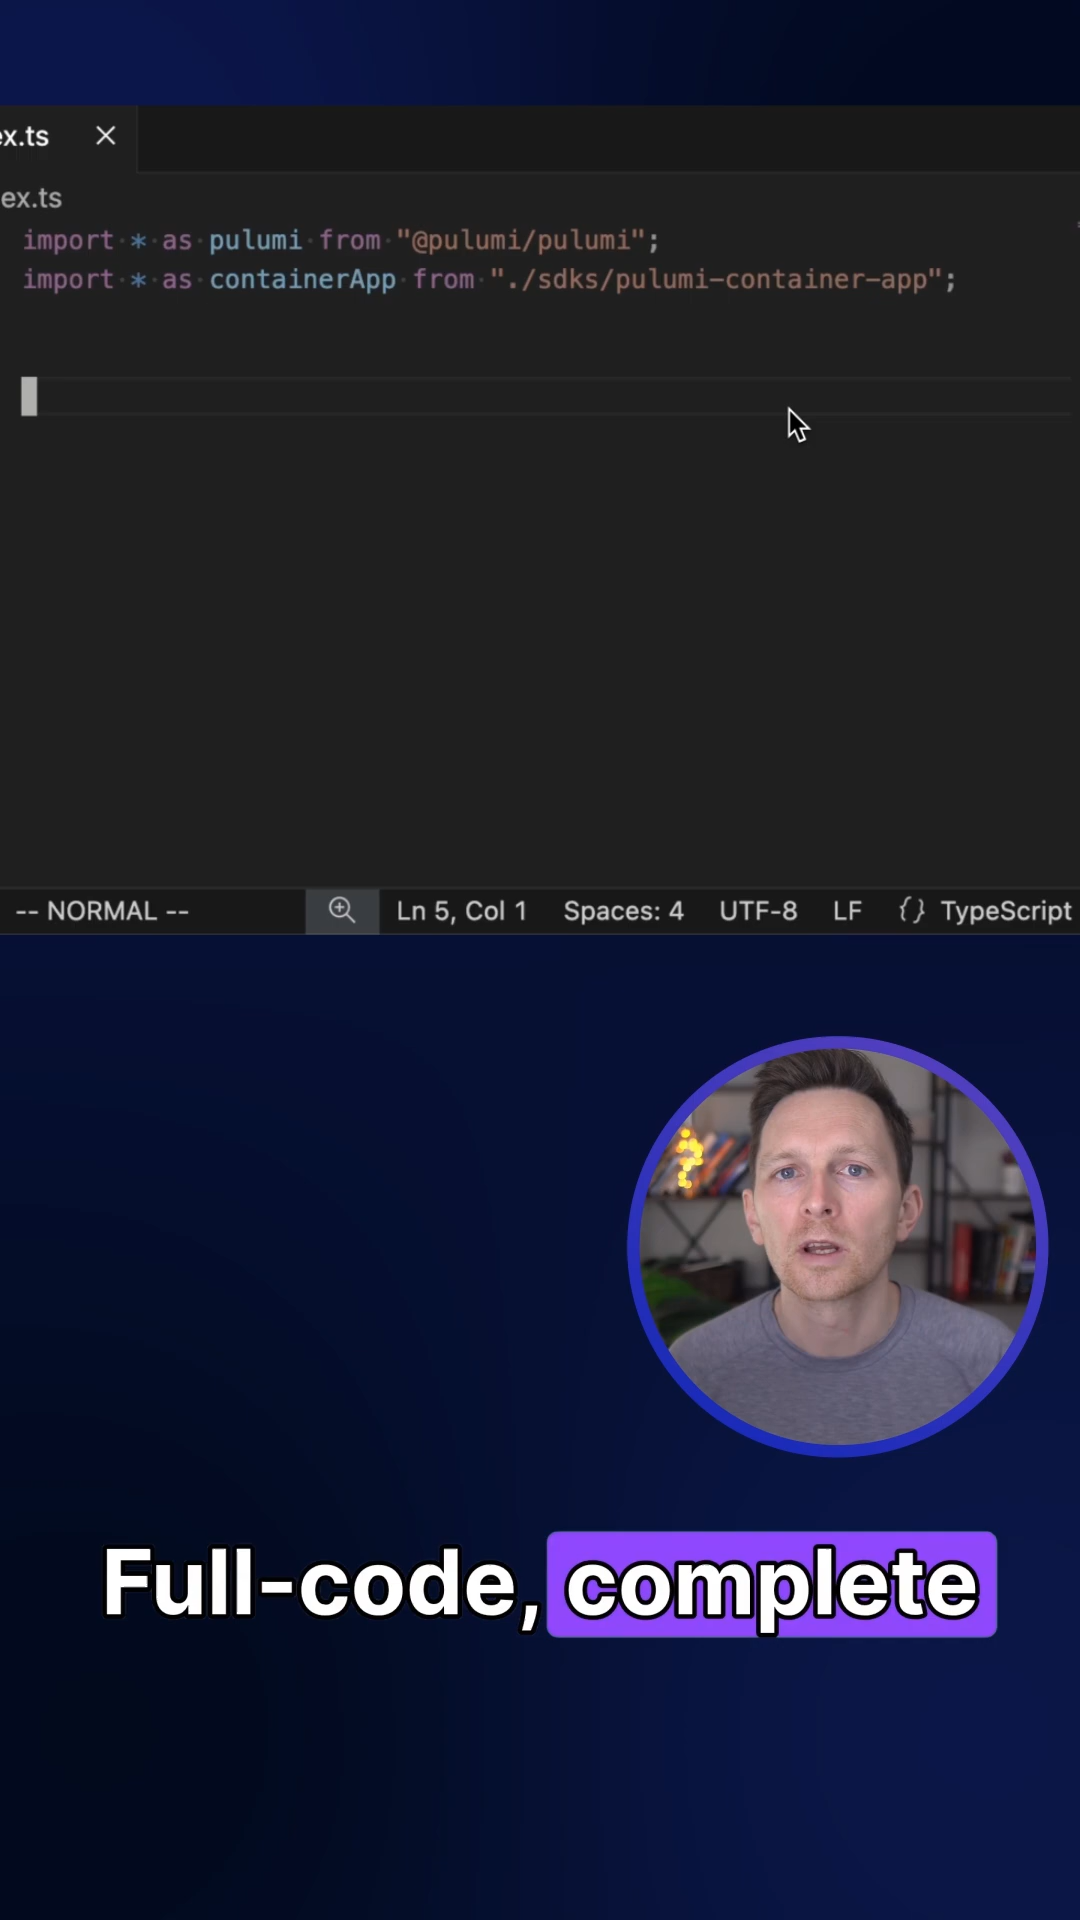 ex.ts
ex.ts
import * as pulumi from "@pulumi/pulumi";
import * as containerApp from "./sdks/pulumi-container-app";
-- NORMAL --
Ln 5, Col 1
Spaces: 4
UTF-8
LF
{} TypeScript
Full-code, complete